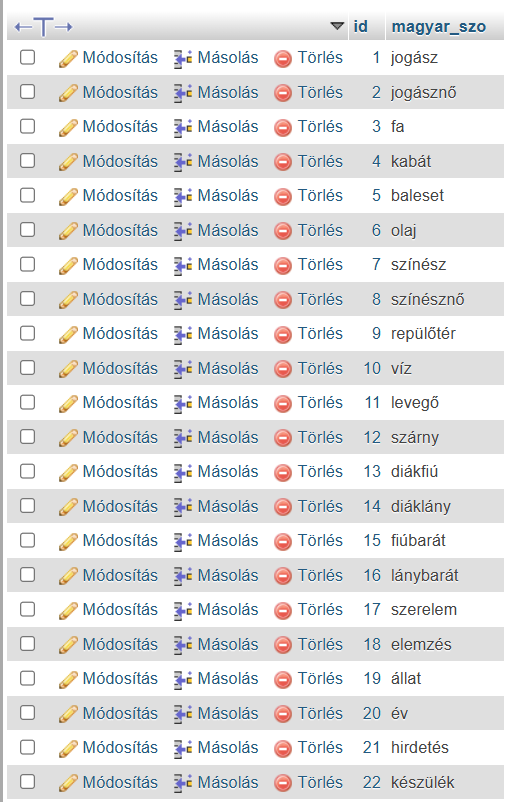 id magyar_szo
Módosítás Másolás Törlés 1 jogász
Módosítás Másolás Törlés 2 jogásznő
Módosítás Másolás Törlés 3 fa
Módosítás Másolás Törlés 4 kabát
Módosítás Másolás Törlés 5 baleset
Módosítás Másolás Törlés 6 olaj
Módosítás Másolás Törlés 7 színész
Módosítás Másolás Törlés 8 színésznő
Módosítás Másolás Törlés 9 repülőtér
Módosítás Másolás Törlés 10 víz
Módosítás Másolás Törlés 11 levegő
Módosítás Másolás Törlés 12 szárny
Módosítás Másolás Törlés 13 diákfiú
Módosítás Másolás Törlés 14 diáklány
Módosítás Másolás Törlés 15 fiúbarát
Módosítás Másolás Törlés 16 lánybarát
Módosítás Másolás Törlés 17 szerelem
Módosítás Másolás Törlés 18 elemzés
Módosítás Másolás Törlés 19 állat
Módosítás Másolás Törlés 20 év
Módosítás Másolás Törlés 21 hirdetés
Módosítás Másolás Törlés 22 készülék